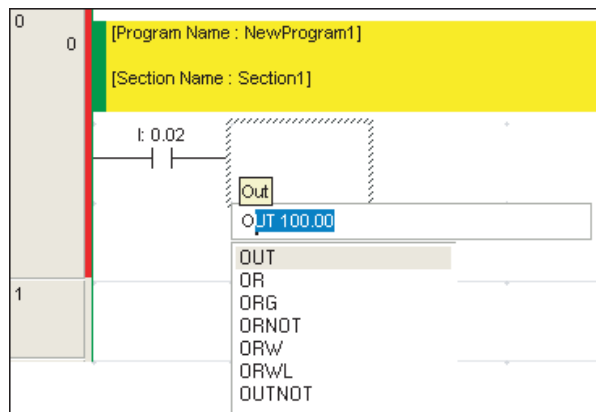 0
0
[Program Name : NewProgram1]
[Section Name : Section1]
I: 0.02
Out
OUT 100.00
OUT
OR
ORG
ORNOT
ORW
ORWL
OUTNOT
1